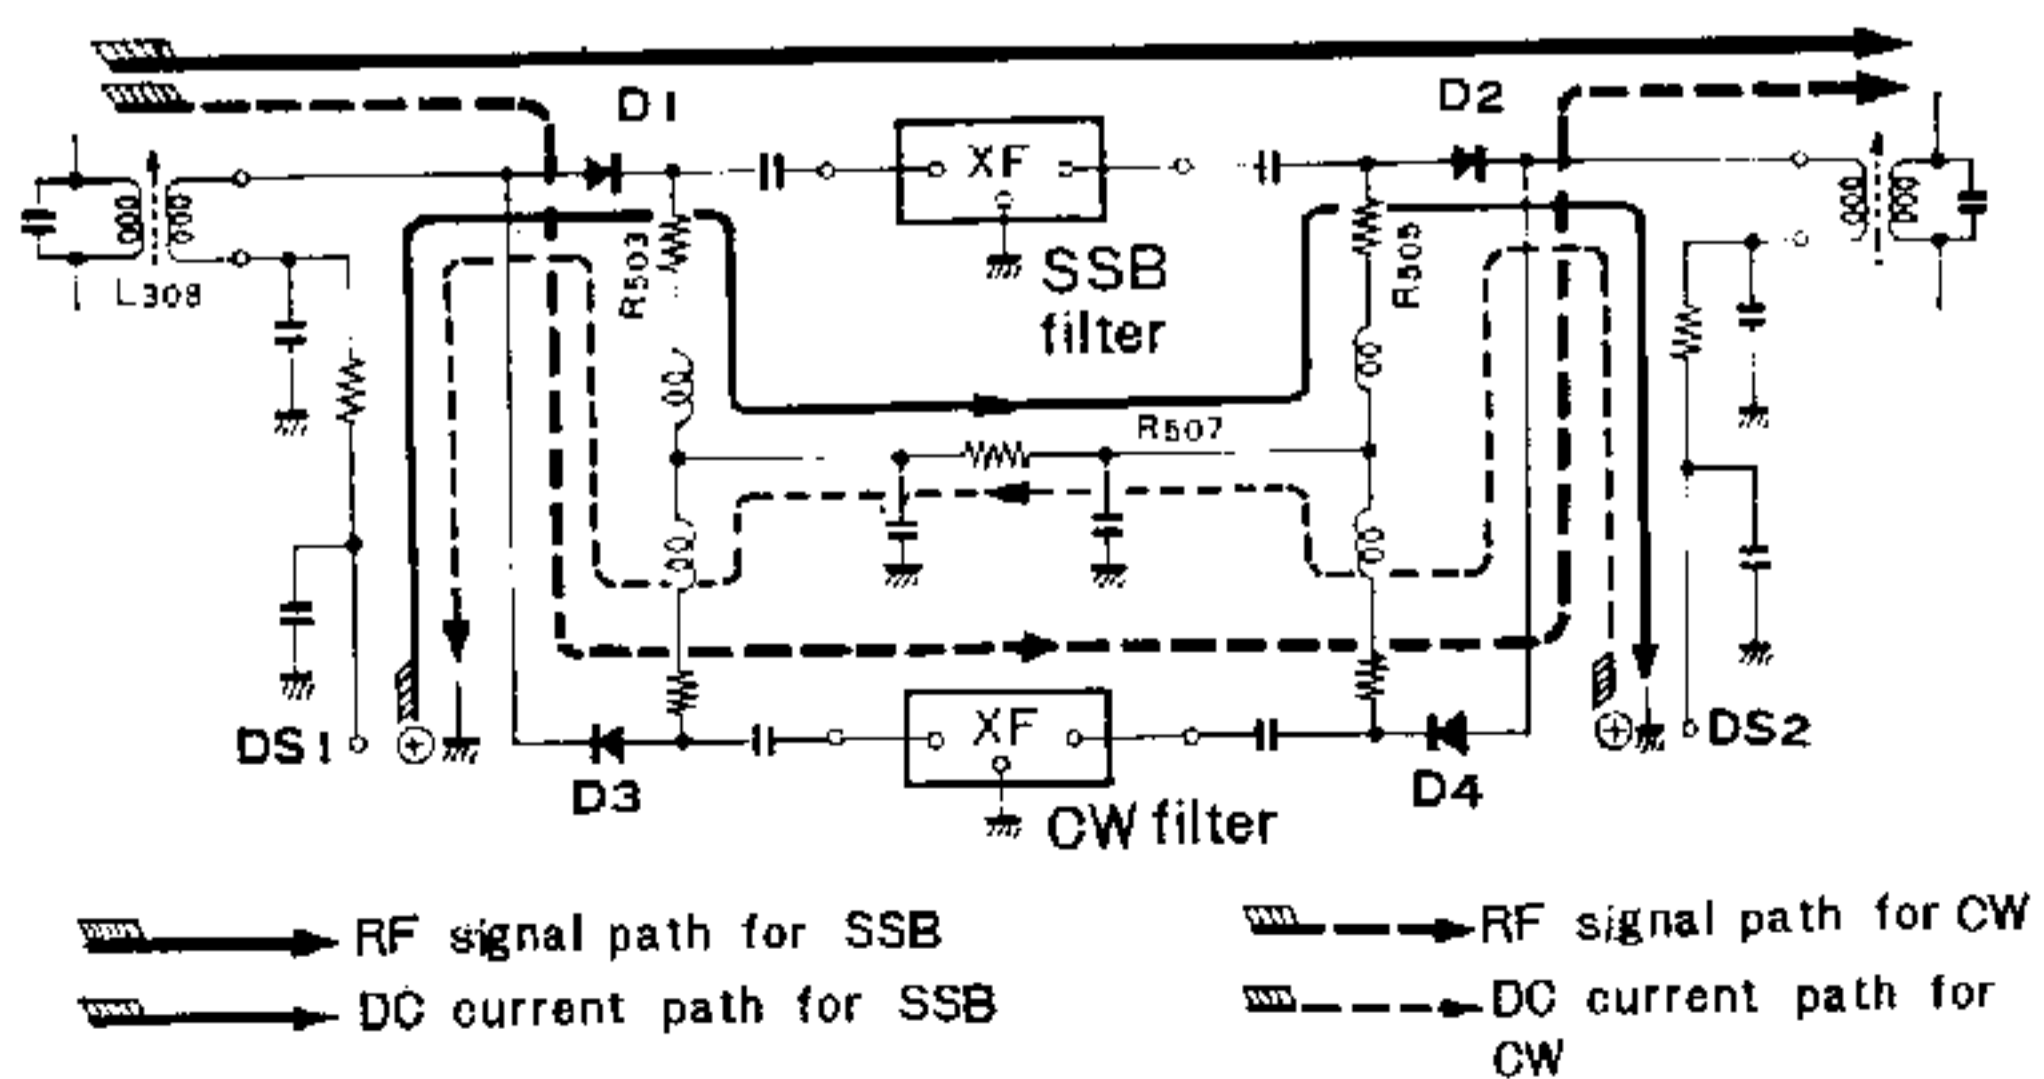 D1
D2
XF
L308
R503
SSB
filter
R505
R507
DS1
+
XF
+
DS2
D3
CW filter
D4
RF signal path for SSB
RF signal path for CW
DC current path for SSB
DC current path for
CW